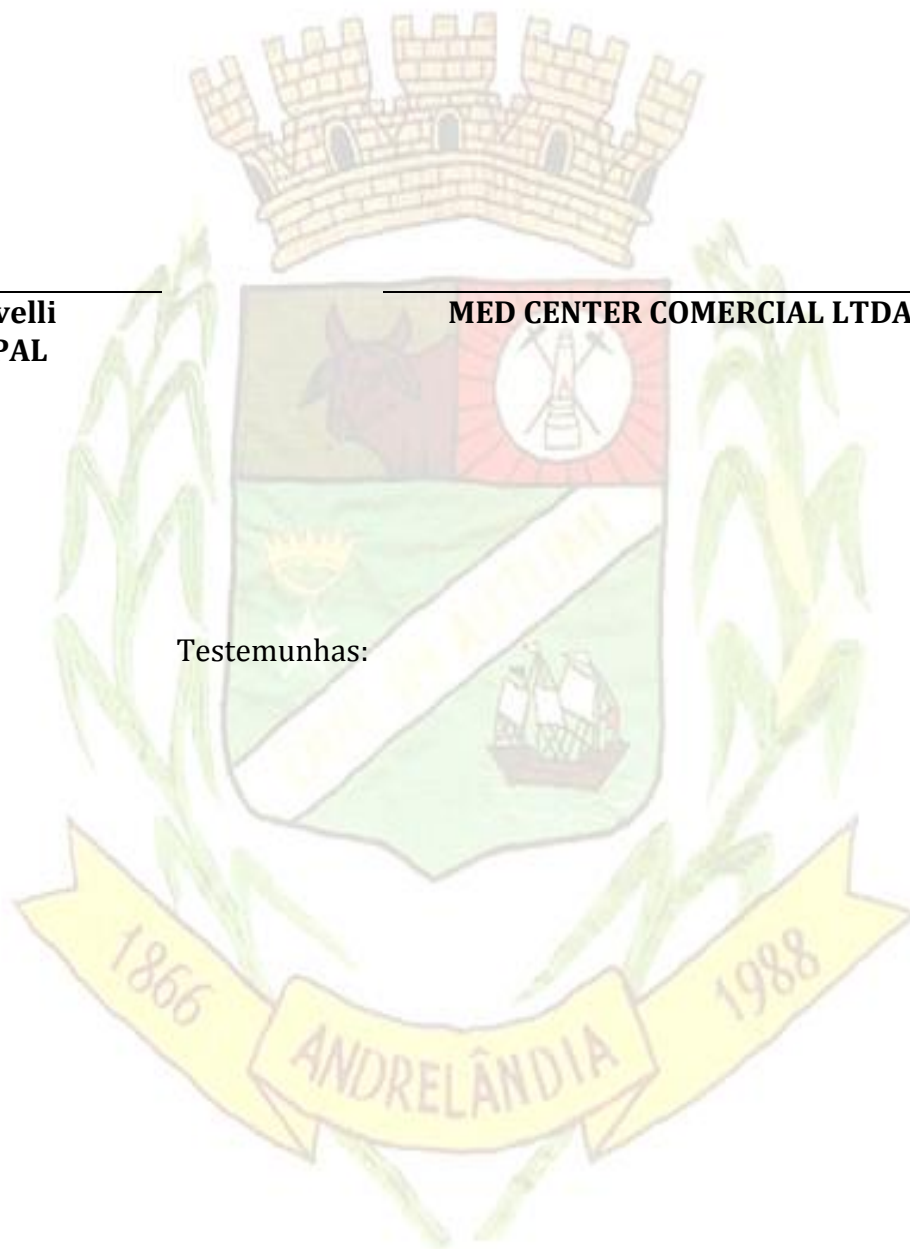 velli
PAL
MED CENTER COMERCIAL LTDA
Testemunhas:
1866
ANDRELÂNDIA
1988